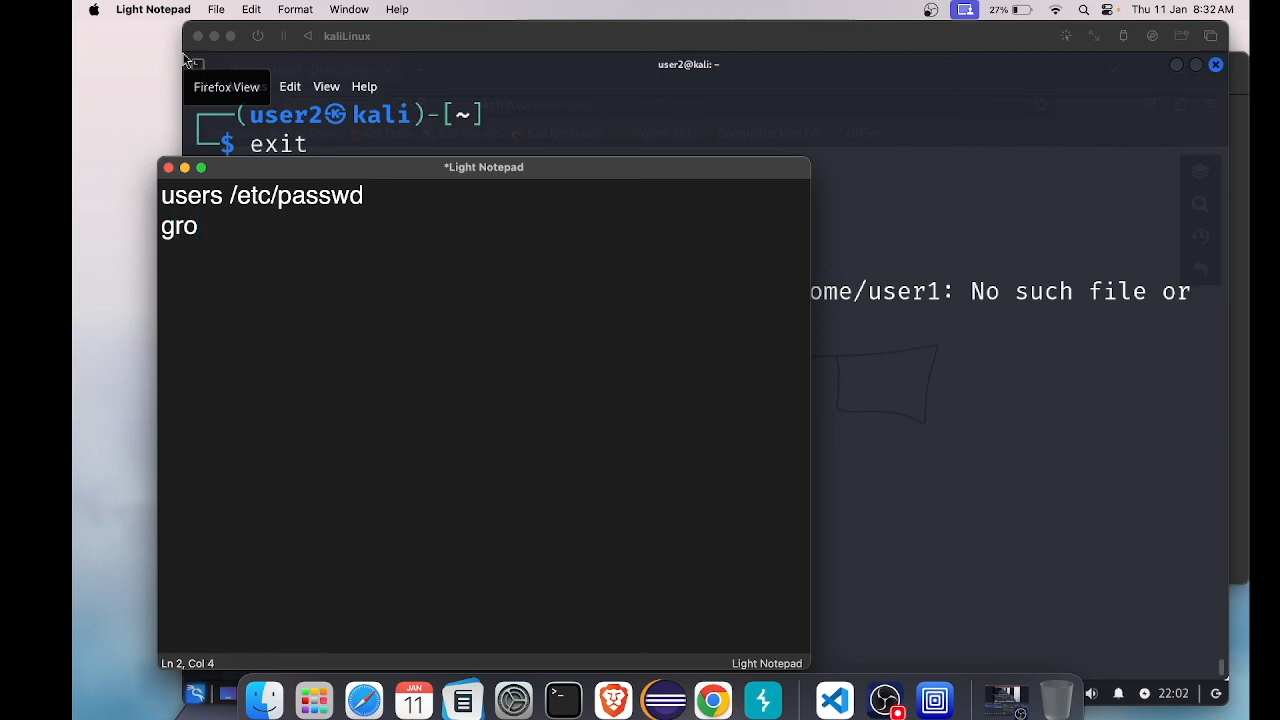 Light Notepad File Edit Format Window Help 27% Thu 11 Jan 8:32 AM
kaliLinux
user2@kali: ~
Firefox View Edit View Help
(user2㉿kali)-[~]
$ exit
*Light Notepad
users /etc/passwd
gro
ome/user1: No such file or
Ln 2, Col 4 Light Notepad
JAN
11
22:02